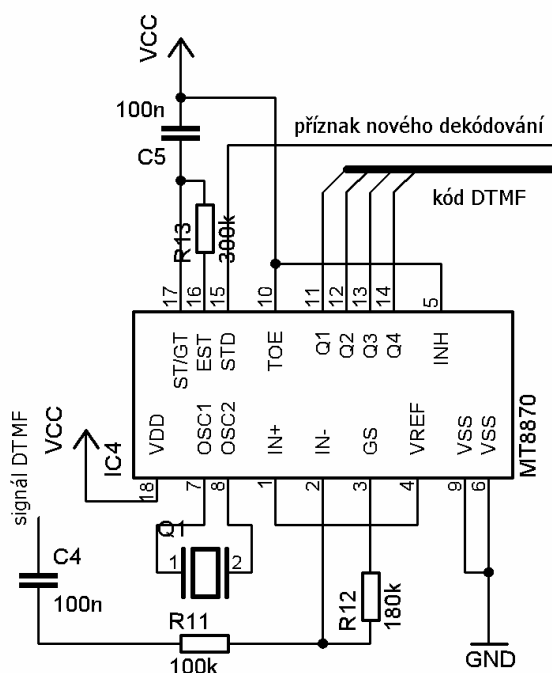 VCC
100n
C5
příznak nového dekódování
kód DTMF
R13
300k
17
16
15
10
11
12
13
14
5
ST/GT
EST
STD
TOE
Q1
Q2
Q3
Q4
INH
MT8870
VCC
IC4
VDD
OSC1
OSC2
IN+
IN-
GS
VREF
VSS
VSS
18
7
8
1
2
3
4
9
6
signál DTMF
Q1
1
2
C4
100n
R11
100k
R12
180k
GND